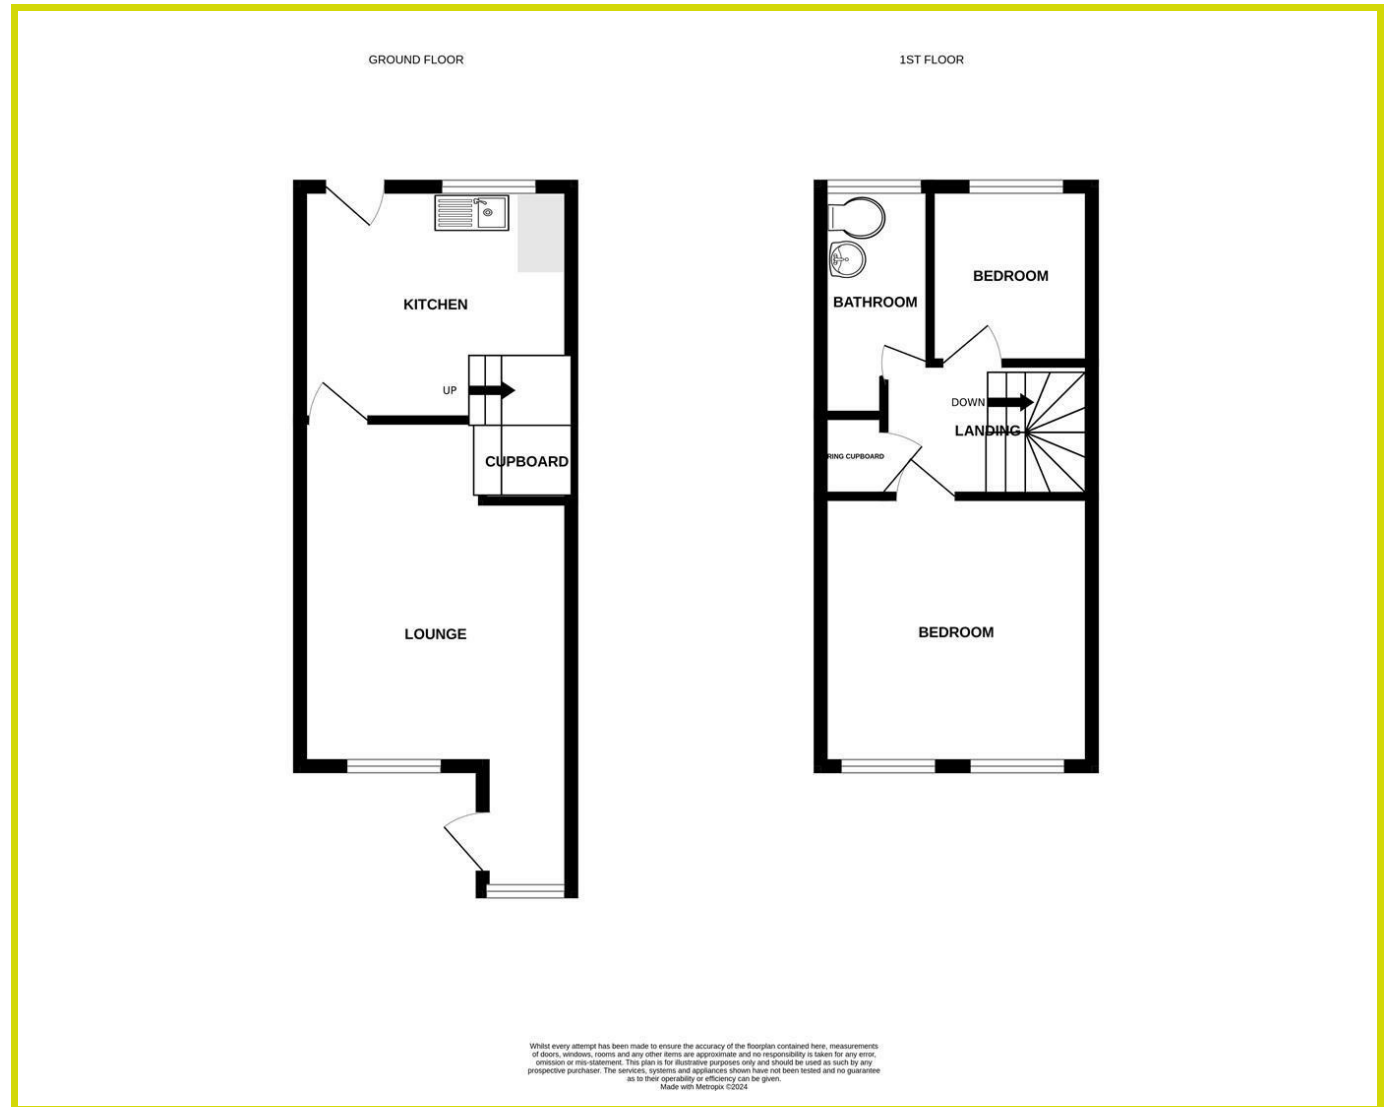 GROUND FLOOR
1ST FLOOR
KITCHEN
UP
CUPBOARD
LOUNGE
BATHROOM
BEDROOM
DOWN
LANDING
RING CUPBOARD
BEDROOM
Whilst every attempt has been made to ensure the accuracy of the floorplan contained here, measurements
of doors, windows, rooms and any other items are approximate and no responsibility is taken for any error,
omission or mis-statement. This plan is for illustrative purposes only and should be used as such by any
prospective purchaser. The services, systems and appliances shown have not been tested and no guarantee
as to their operability or efficiency can be given.
Made with Metropix ©2024